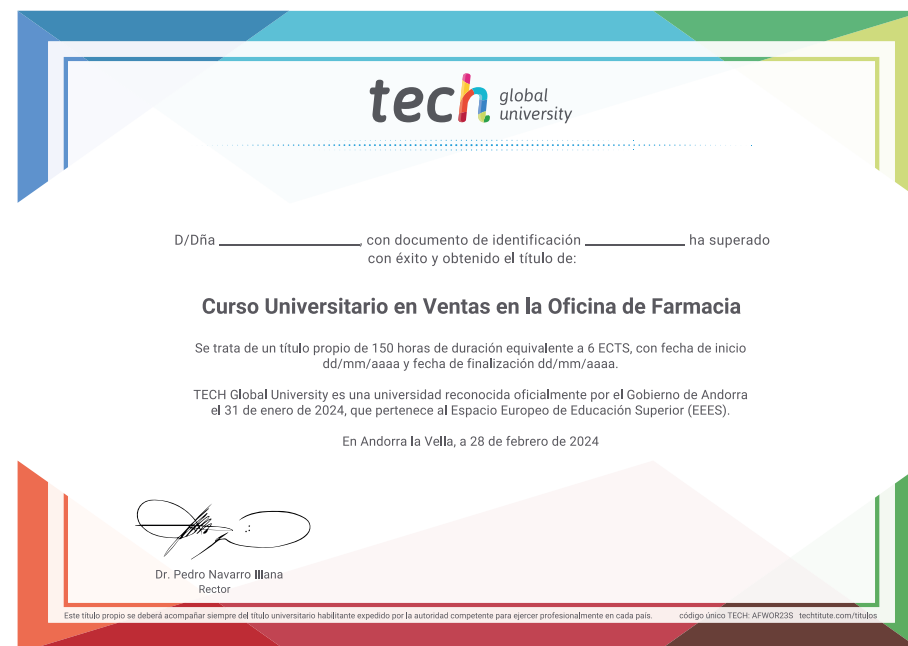 tech global university
D/Dña ____________________, con documento de identificación ______________ ha superado
con éxito y obtenido el título de:
Curso Universitario en Ventas en la Oficina de Farmacia
Se trata de un título propio de 150 horas de duración equivalente a 6 ECTS, con fecha de inicio
dd/mm/aaaa y fecha de finalización dd/mm/aaaa.
TECH Global University es una universidad reconocida oficialmente por el Gobierno de Andorra
el 31 de enero de 2024, que pertenece al Espacio Europeo de Educación Superior (EEES).
En Andorra la Vella, a 28 de febrero de 2024
Dr. Pedro Navarro Illana
Rector
Este título propio se deberá acompañar siempre del título universitario habilitante expedido por la autoridad competente para ejercer profesionalmente en cada país. código único TECH: AFWOR23S techtitute.com/titulos